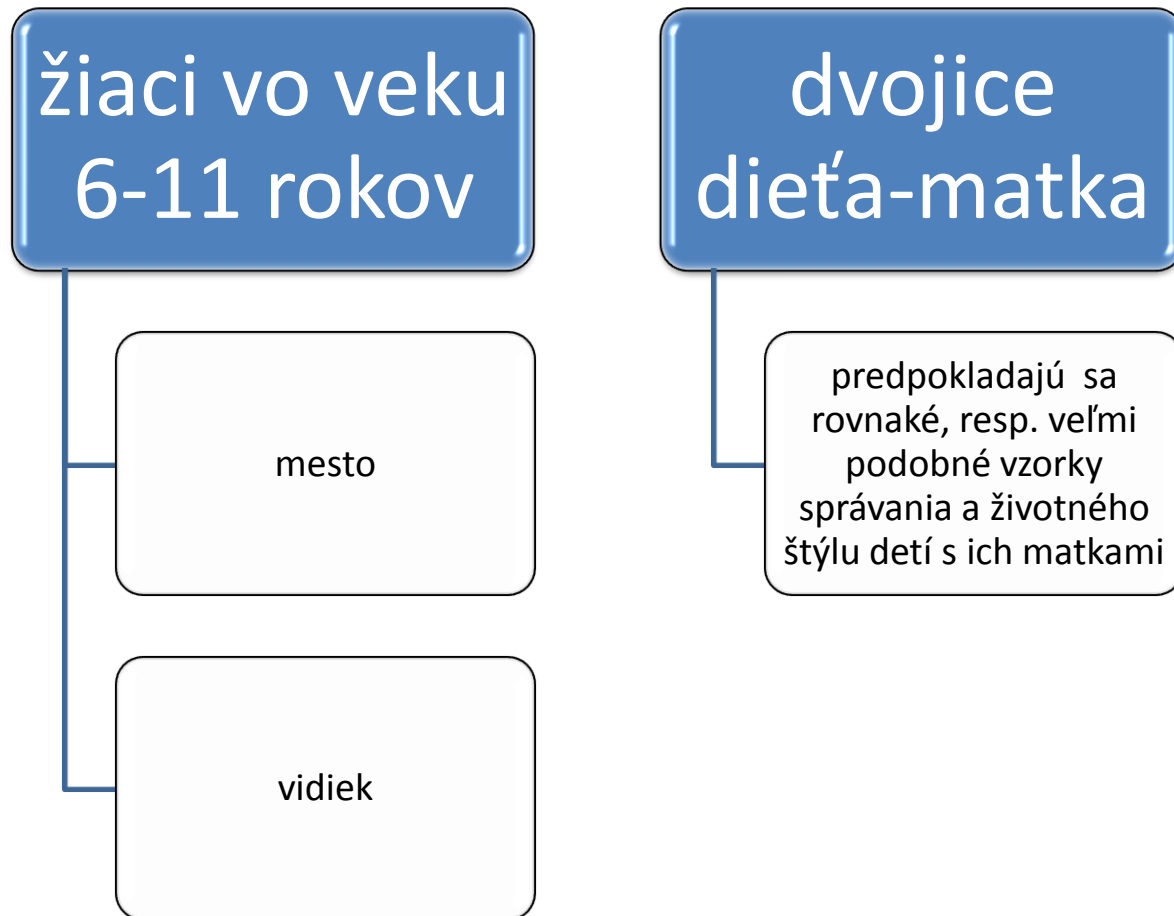 žiaci vo veku
6-11 rokov
mesto
vidiek
dvojice
dieťa-matka
predpokladajú sa
rovnaké, resp. veľmi
podobné vzorky
správania a životného
štýlu detí s ich matkami